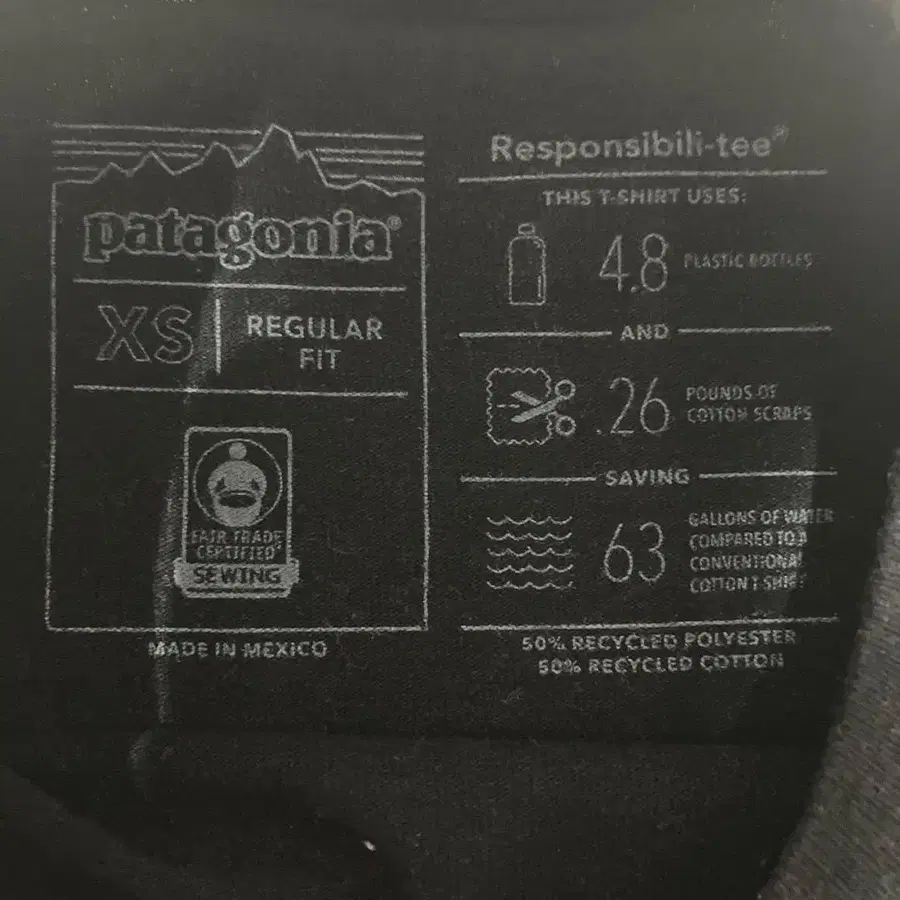 patagonia®
XS
REGULAR
FIT
FAIR TRADE
CERTIFIED
SEWING
MADE IN MEXICO
Responsibili-tee®
THIS T-SHIRT USES:
4.8
PLASTIC BOTTLES
AND
.26
POUNDS OF
COTTON SCRAPS
SAVING
63
GALLONS OF WATER
COMPARED TO A
CONVENTIONAL
COTTON T-SHIRT
50% RECYCLED POLYESTER
50% RECYCLED COTTON